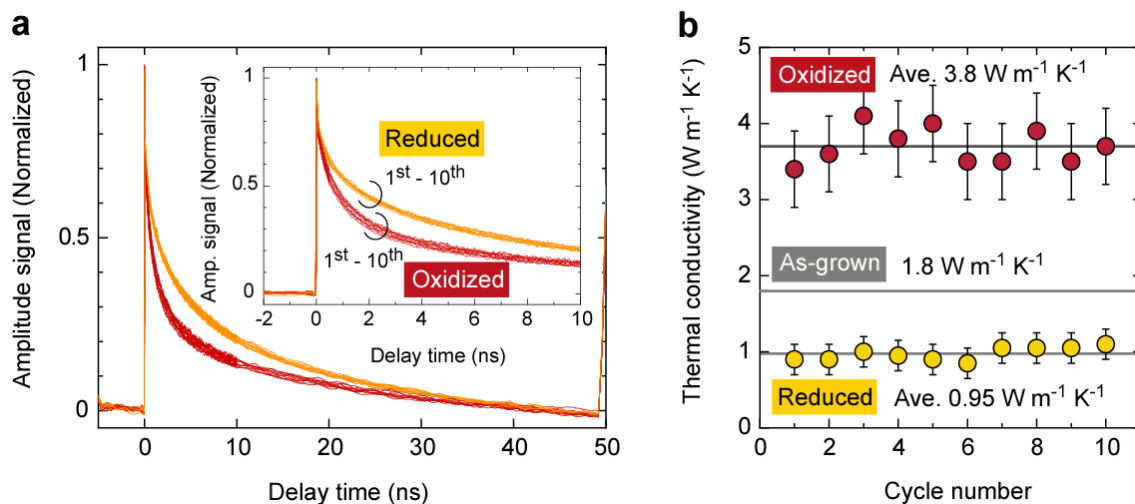 a
Amplitude signal (Normalized)
1
0.5
0
0
10
20
30
40
50
Delay time (ns)
Amp. signal (Normalized)
1
0.5
0
-2
0
2
4
6
8
10
Delay time (ns)
Reduced
1st - 10th
1st - 10th
Oxidized
b
Thermal conductivity (W m-1 K-1)
5
4
3
2
1
0
0
2
4
6
8
10
Cycle number
Oxidized Ave. 3.8 W m-1 K-1
As-grown 1.8 W m-1 K-1
Reduced Ave. 0.95 W m-1 K-1